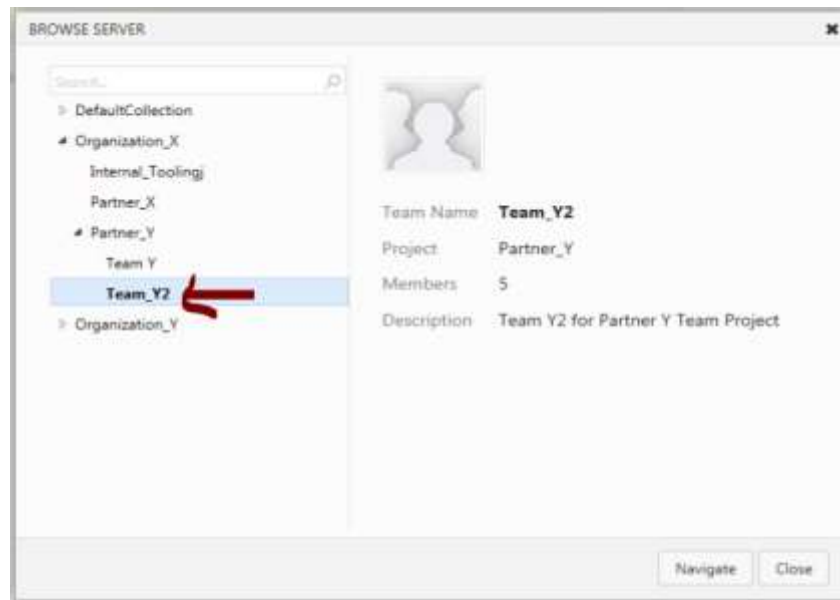 BROWSE SERVER
Search...
DefaultCollection
Organization_X
Internal_Toolingj
Partner_X
Partner_Y
Team Y
Team_Y2
Organization_Y
Team Name Team_Y2
Project Partner_Y
Members 5
Description Team Y2 for Partner Y Team Project
Navigate Close